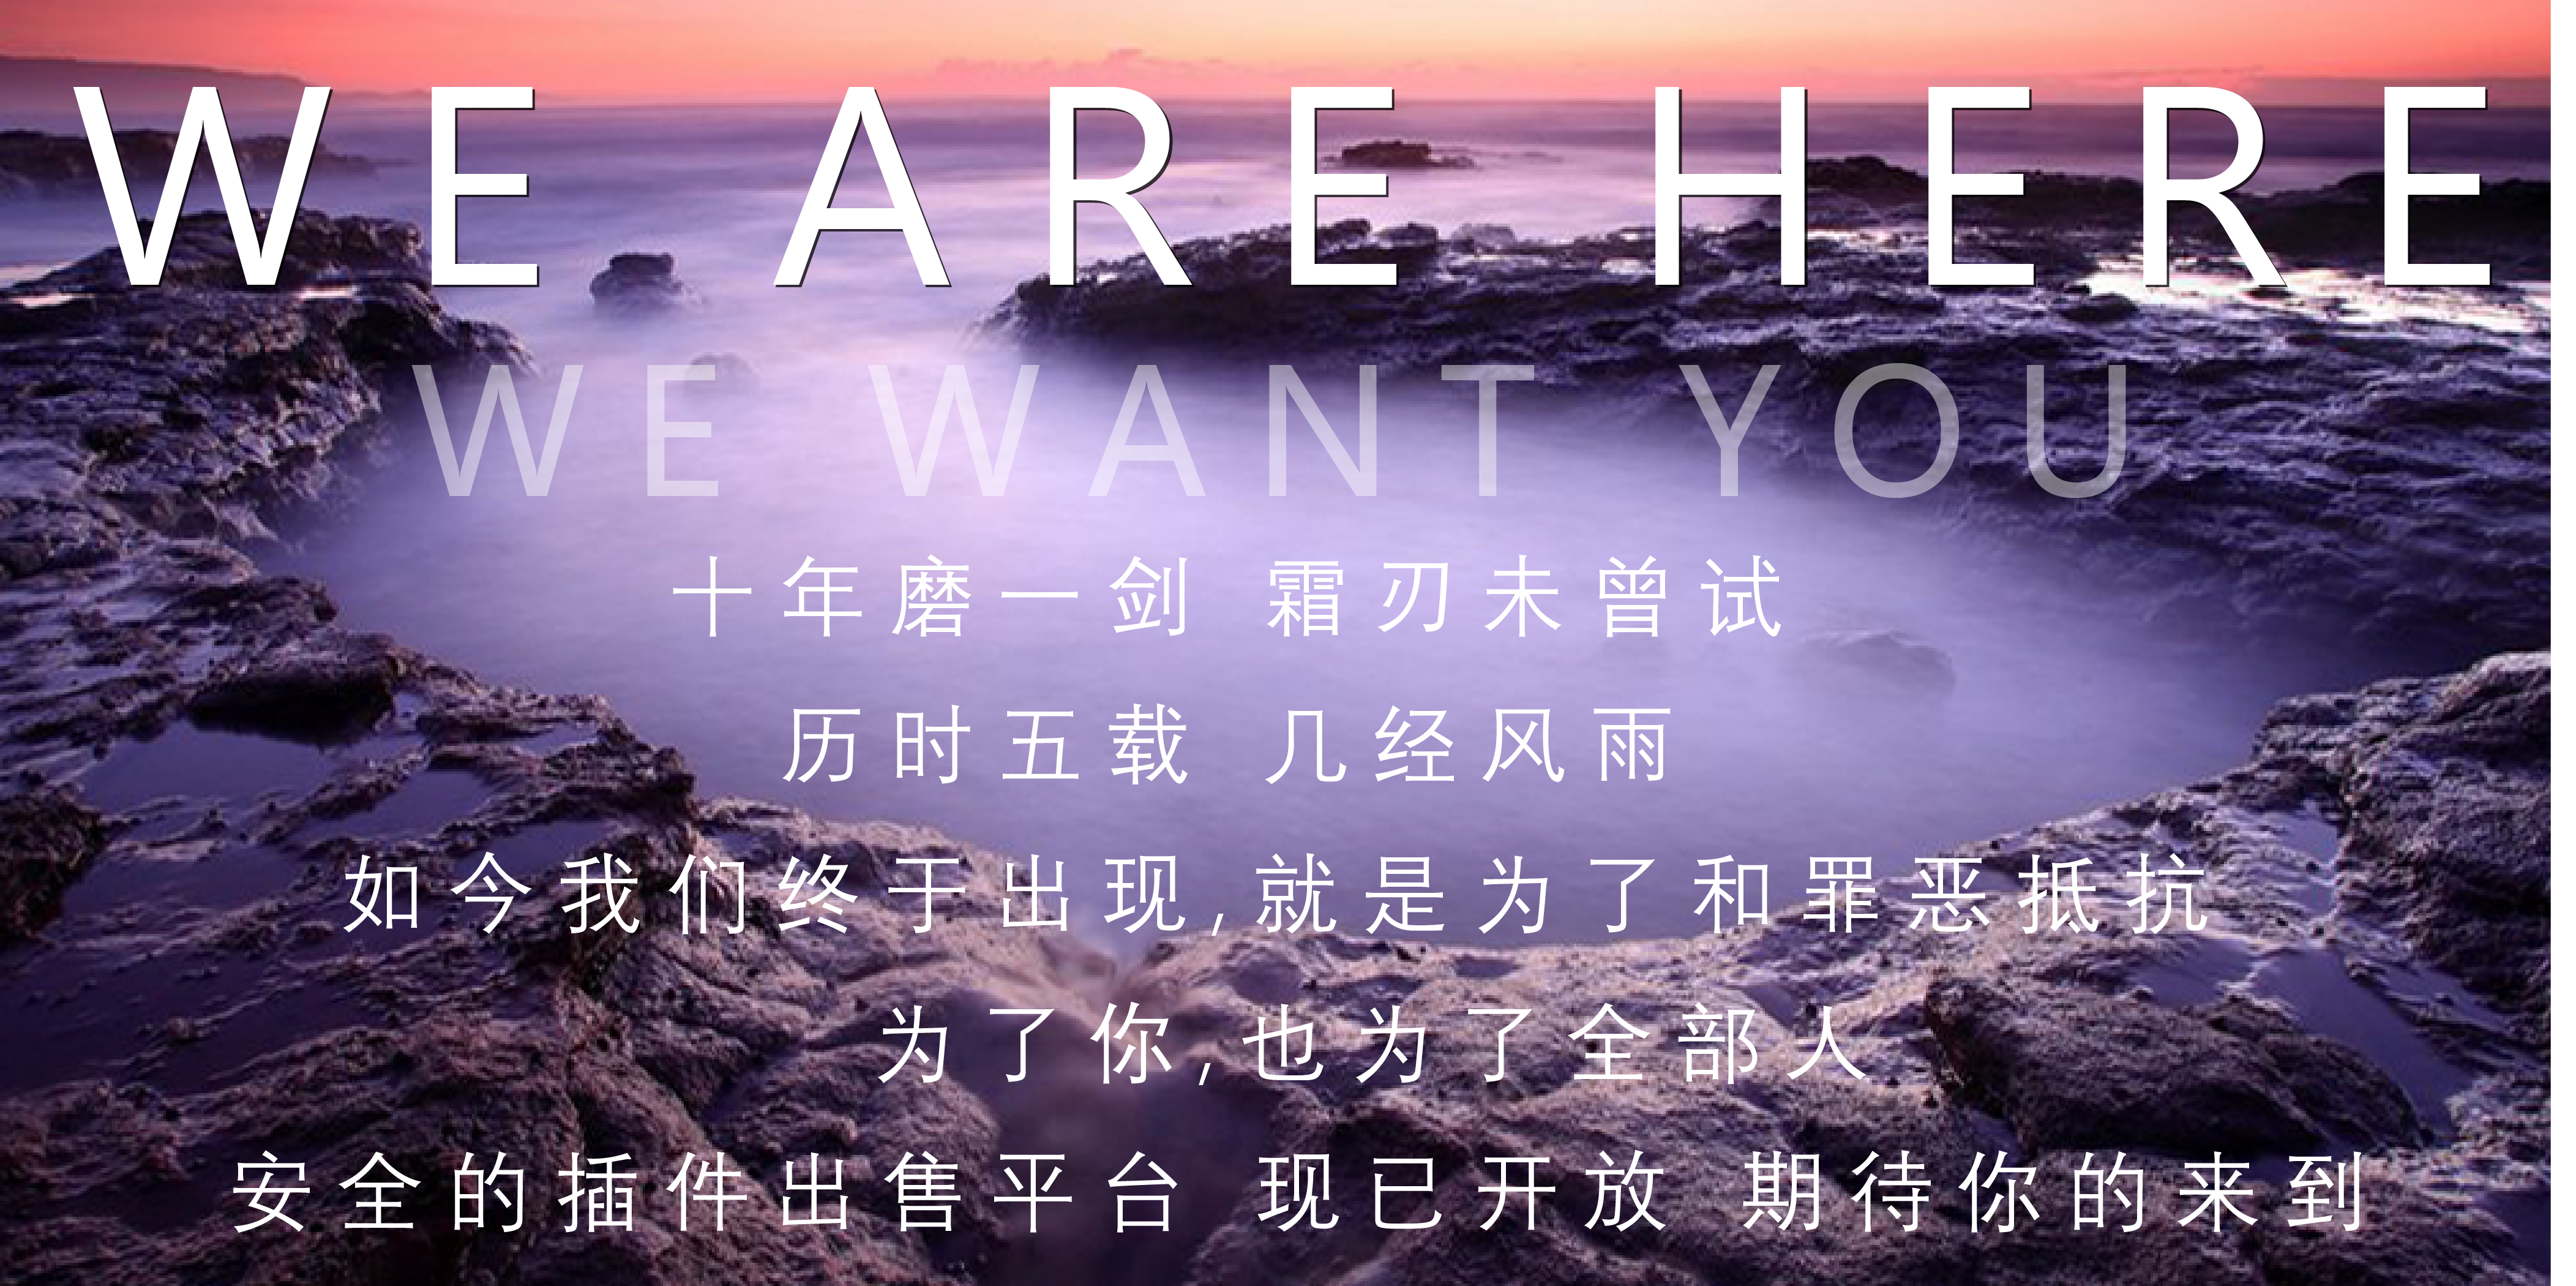 WE ARE HERE
WE WANT YOU
十年磨一剑 霜刃未曾试
历时五载 几经风雨
如今我们终于出现,就是为了和罪恶抵抗
为了你,也为了全部人
安全的插件出售平台 现已开放 期待你的来到